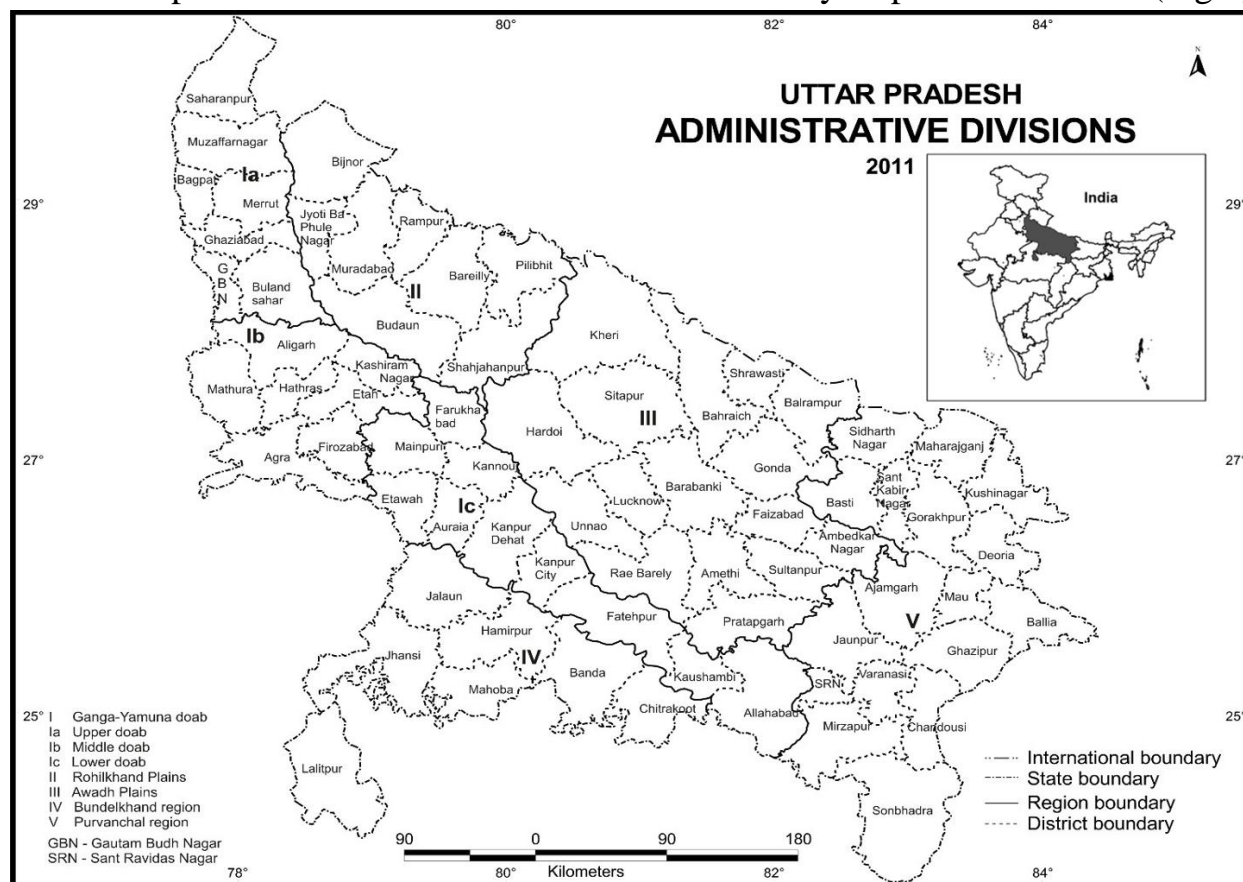 80°
82°
84°
N
UTTAR PRADESH
ADMINISTRATIVE DIVISIONS
2011
India
29°
29°
Saharanpur
Muzaffarnagar
Bijnor
Bagpat
Ia
Merrut
Jyoti Ba
Phule
Nagar
Rampur
Ghaziabad
Muradabad
Bareilly
Pilibhit
G
B
N
Buland
sahar
II
Budaun
Kheri
Ib
Aligarh
Kashiram
Nagar
Shahjahanpur
Mathura
Hathras
Etah
Shrawasti
Sitapur
Balrampur
Farukha
bad
Hardoi
III
Bahraich
Sidharth
Nagar
Maharajganj
27°
27°
Agra
Firozabad
Mainpuri
Kannou
Gonda
Sant
Kabir
Nagar
Kushinagar
Etawah
Ic
Lucknow
Barabanki
Basti
Gorakhpur
Auraia
Kanpur
Dehat
Unnao
Faizabad
Ambedkar
Nagar
Deoria
Kanpur
City
Rae Barely
Amethi
Sultanpur
Ajamgarh
Mau
Jalaun
Fatehpur
Pratapgarh
V
Ballia
Hamirpur
Jaunpur
Ghazipur
Jhansi
IV
Banda
Kaushambi
SRN
Varanasi
Mahoba
Chitrakoot
Allahabad
Mirzapur
Chandousi
25°
25°
Lalitpur
Sonbhadra
I Ganga-Yamuna doab
Ia Upper doab
Ib Middle doab
Ic Lower doab
II Rohilkhand Plains
III Awadh Plains
IV Bundelkhand region
V Purvanchal region
GBN - Gautam Budh Nagar
SRN - Sant Ravidas Nagar
International boundary
State boundary
Region boundary
District boundary
90 0 90 180
Kilometers
78°
80°
82°
84°